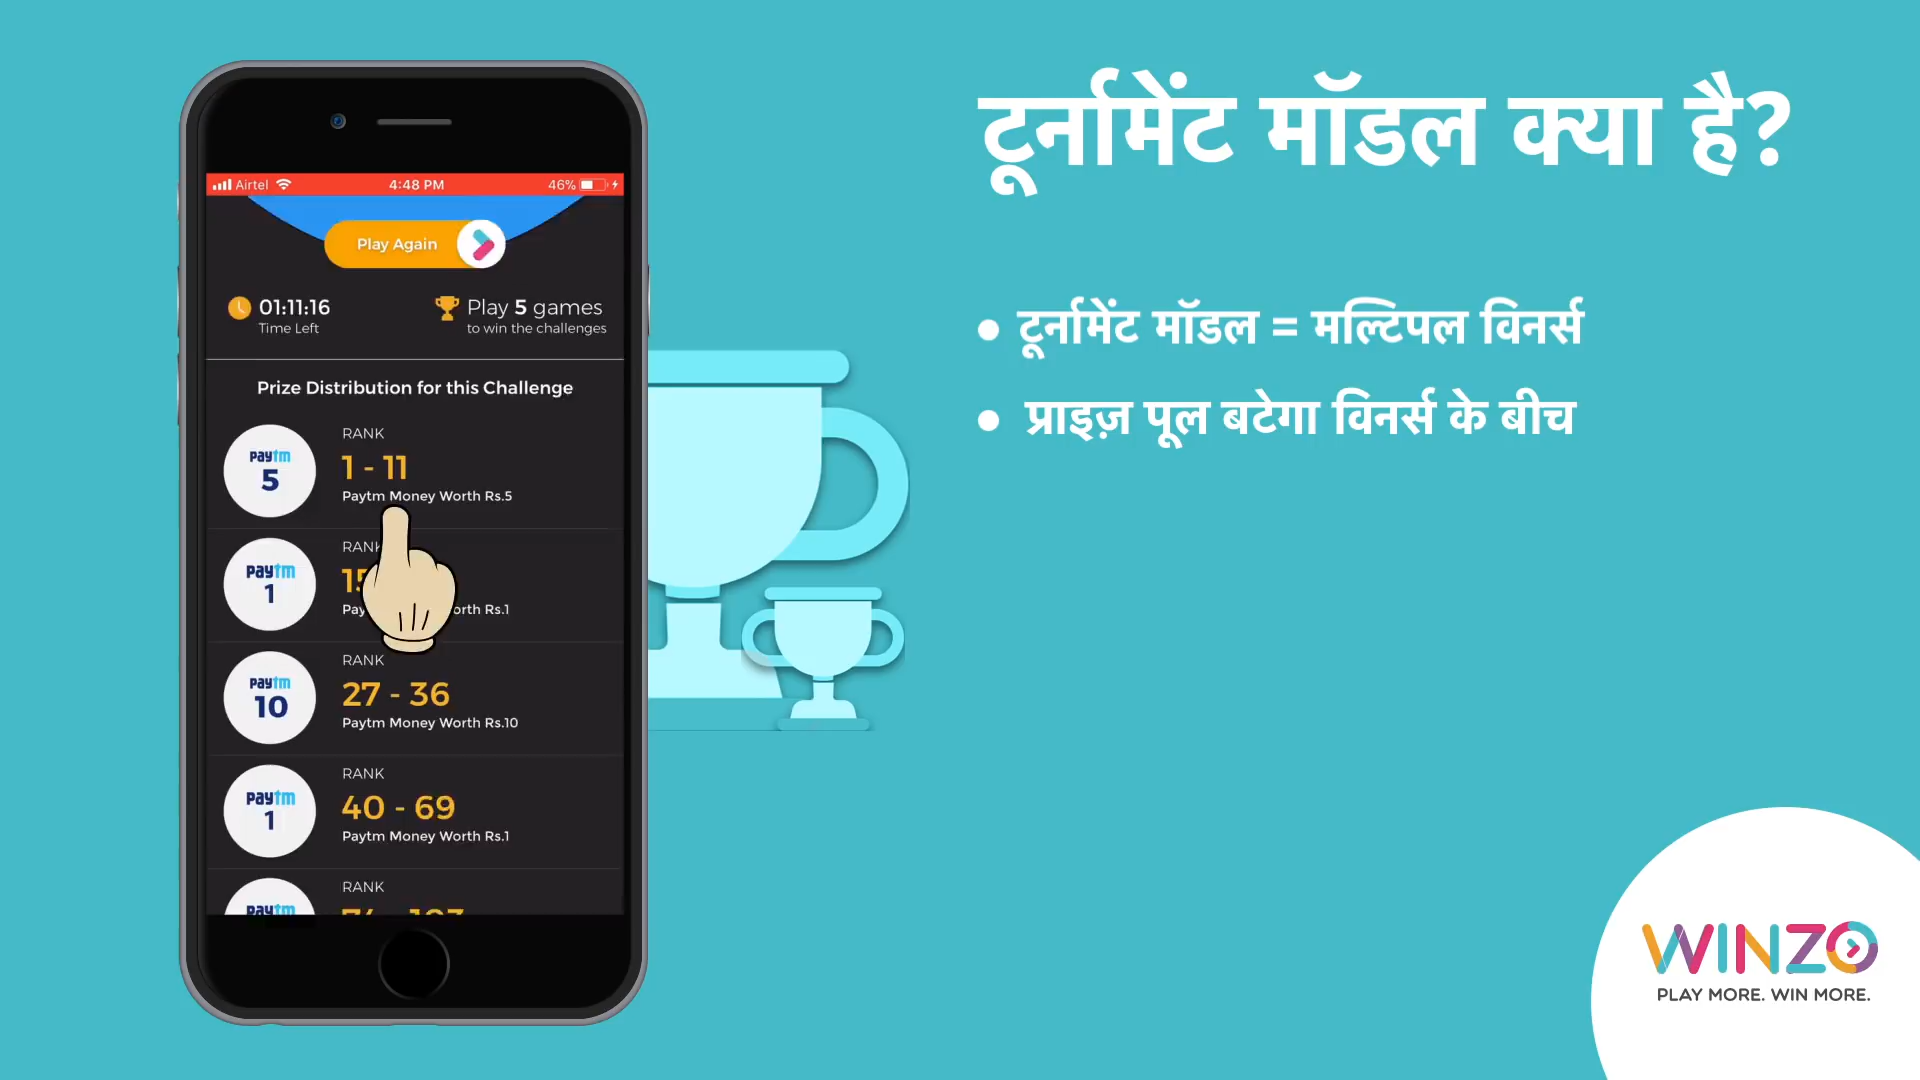 टूर्नामेंट मॉडल क्या है?
• टूर्नामेंट मॉडल = मल्टिपल विनर्स
• प्राइज़ पूल बटेगा विनर्स के बीच
Airtel 4:48 PM 46%
Play Again
01:11:16
Time Left
Play 5 games
to win the challenges
Prize Distribution for this Challenge
paytm
5
RANK
1 - 11
Paytm Money Worth Rs.5
paytm
1
RANK
Rs.1
paytm
10
RANK
27 - 36
Paytm Money Worth Rs.10
paytm
1
RANK
40 - 69
Paytm Money Worth Rs.1
paytm
RANK
WINZO
PLAY MORE. WIN MORE.